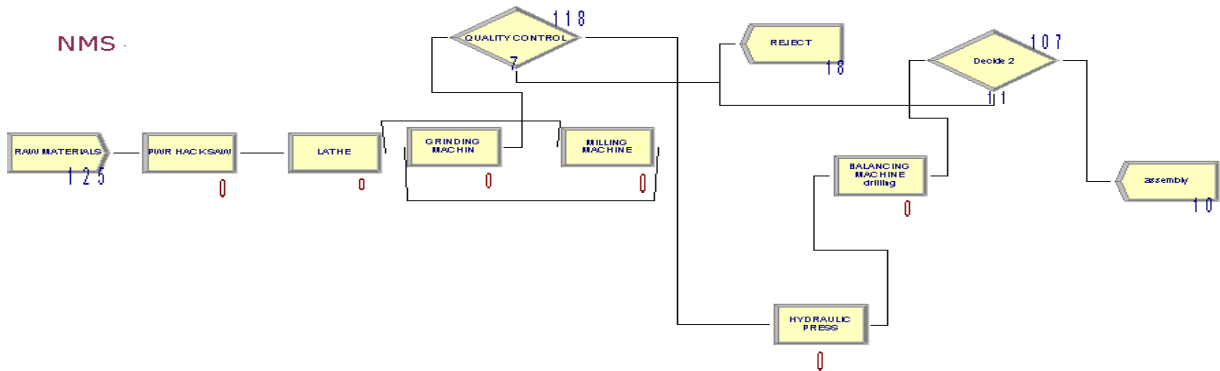 NMS
118
QUALITY CONTROL
7
REJECT
18
107
Decide 2
11
RAW MATERIALS
125
PWR HACKSAW
0
LATHE
0
GRINDING
MACHIN
0
MILLING
MACHINE
0
BALANCING
MACHINE
drilling
0
assembly
10
HYDRAULIC
PRESS
0